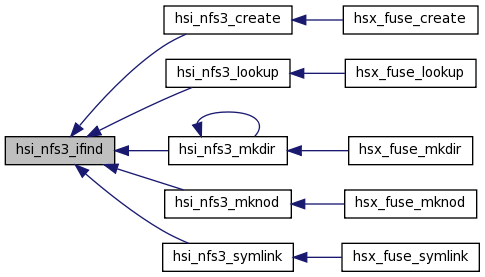 hsi_nfs3_create
hsx_fuse_create
hsi_nfs3_lookup
hsx_fuse_lookup
hsi_nfs3_ifind
hsi_nfs3_mkdir
hsx_fuse_mkdir
hsi_nfs3_mknod
hsx_fuse_mknod
hsi_nfs3_symlink
hsx_fuse_symlink